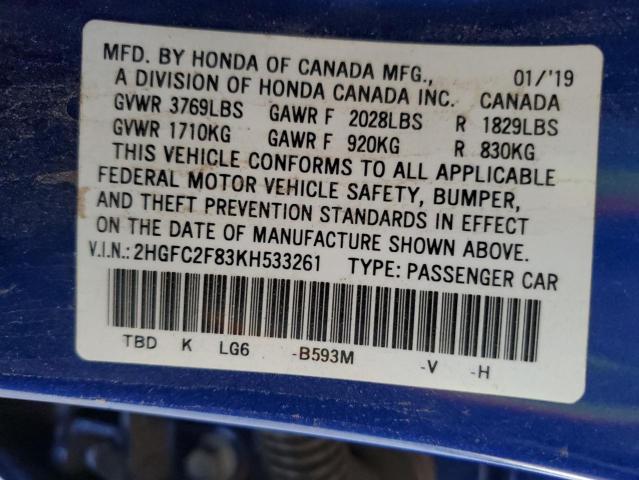 MFD. BY HONDA OF CANADA MFG., 01/'19
A DIVISION OF HONDA CANADA INC. CANADA
GVWR 3769LBS GAWR F 2028LBS R 1829LBS
GVWR 1710KG GAWR F 920KG R 830KG
THIS VEHICLE CONFORMS TO ALL APPLICABLE
FEDERAL MOTOR VEHICLE SAFETY, BUMPER,
AND THEFT PREVENTION STANDARDS IN EFFECT
ON THE DATE OF MANUFACTURE SHOWN ABOVE.
V.I.N.: 2HGFC2F83KH533261 TYPE: PASSENGER CAR
TBD K LG6 -B593M -V -H